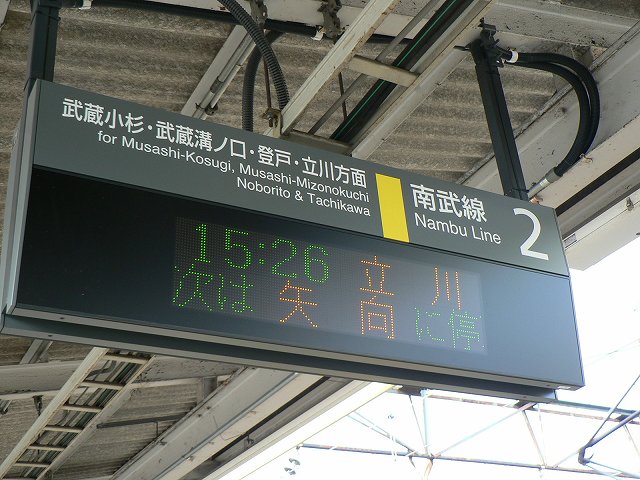 武蔵小杉・武蔵溝ノ口・登戸・立川方面
for Musashi-Kosugi, Musashi-Mizonokuchi
Noborito & Tachikawa
南武線
Nambu Line
2
15:26 立 川
次は 矢 向 に停